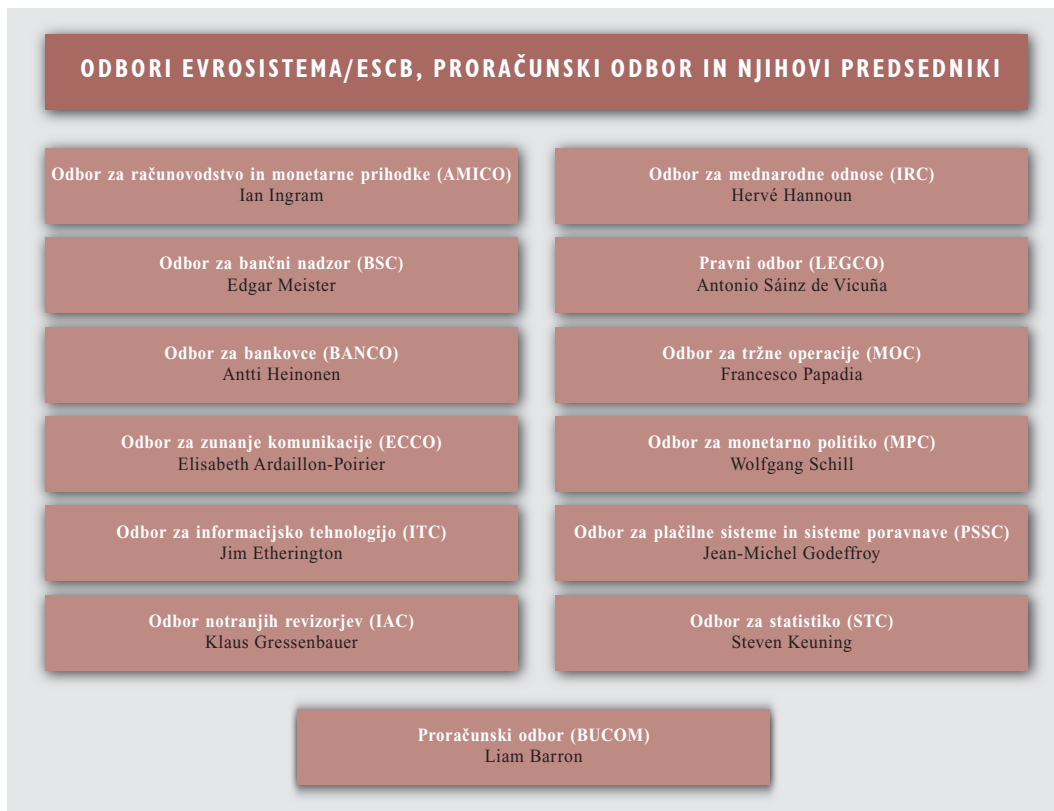 ODBORI EVROSISTEMA/ESCB, PRORAČUNSKI ODBOR IN NJIHOVI PREDSEDNIKI
Odbor za računovodstvo in monetarne prihodke (AMICO)
Ian Ingram
Odbor za bančni nadzor (BSC)
Edgar Meister
Odbor za bankovce (BANCO)
Antti Heinonen
Odbor za zunanje komunikacije (ECCO)
Elisabeth Ardaillon-Poirier
Odbor za informacijsko tehnologijo (ITC)
Jim Etherington
Odbor notranjih revizorjev (IAC)
Klaus Gressenbauer
Odbor za mednarodne odnose (IRC)
Hervé Hannoun
Pravni odbor (LEGCO)
Antonio Sáinz de Vicuña
Odbor za tržne operacije (MOC)
Francesco Papadia
Odbor za monetarno politiko (MPC)
Wolfgang Schill
Odbor za plačilne sisteme in sisteme poravnave (PSSC)
Jean-Michel Godeffroy
Odbor za statistiko (STC)
Steven Keuning
Proračunski odbor (BUCOM)
Liam Barron